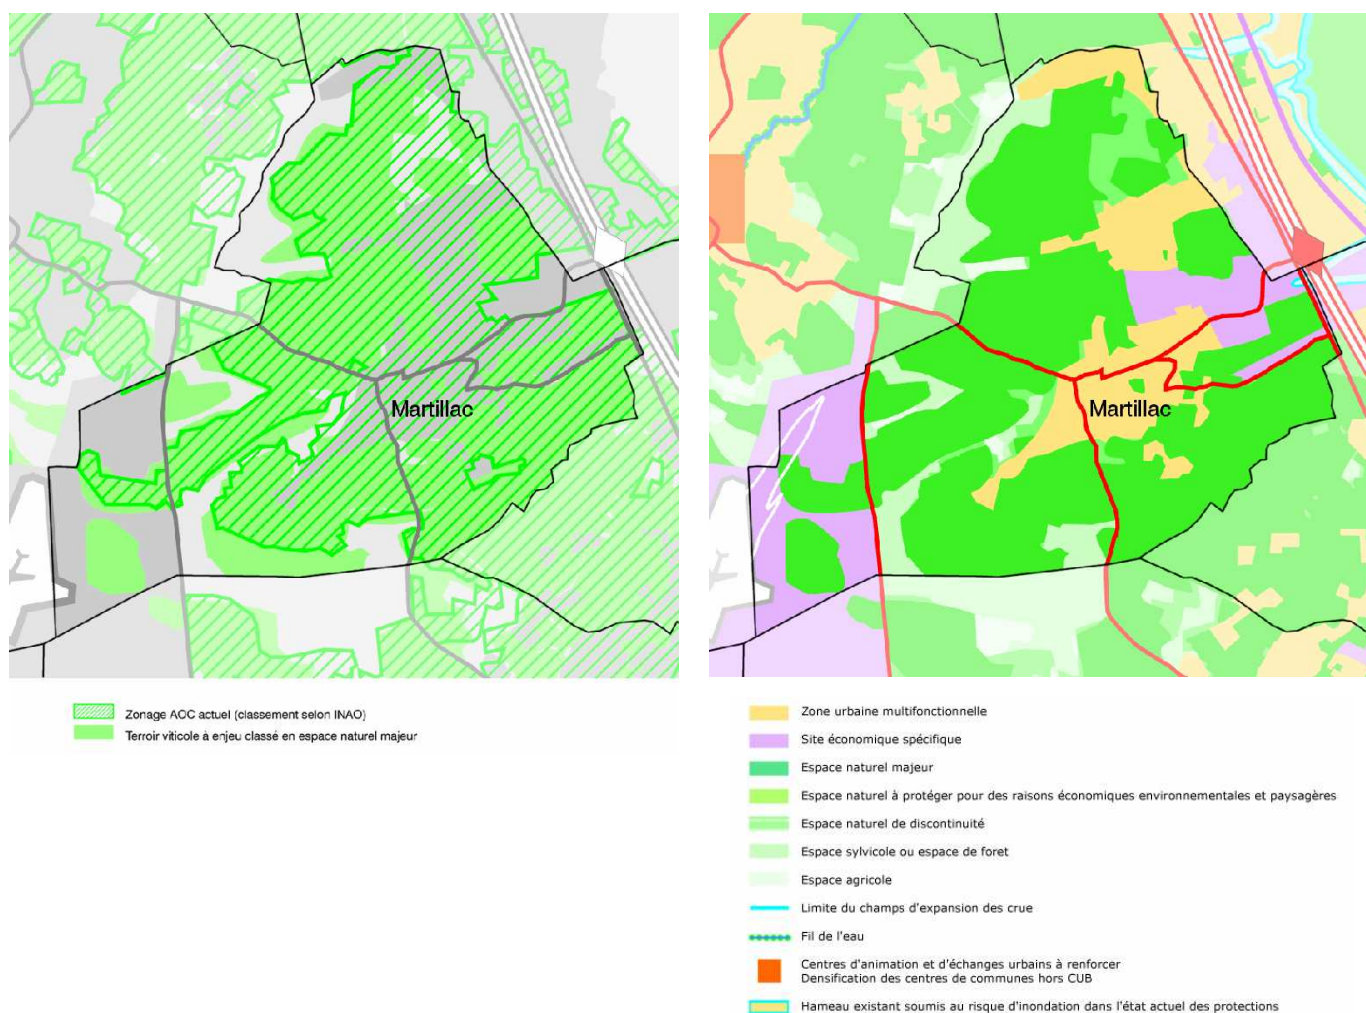 Martillac
Zonage AOC actuel (classement selon INAO)
Terroir viticole à enjeu classé en espace naturel majeur
Martillac
Zone urbaine multifonctionnelle
Site économique spécifique
Espace naturel majeur
Espace naturel à protéger pour des raisons économiques environnementales et paysagères
Espace naturel de discontinuité
Espace sylvicole ou espace de foret
Espace agricole
Limite du champs d'expansion des crue
Fil de l'eau
Centres d'animation et d'échanges urbains à renforcer
Densification des centres de communes hors CUB
Hameau existant soumis au risque d'inondation dans l'état actuel des protections